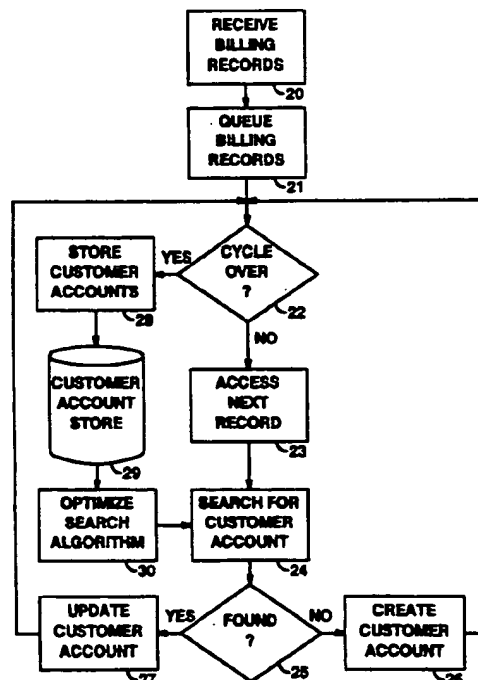 RECEIVE
BILLING
RECORDS
20
QUEUE
BILLING
RECORDS
21
CYCLE
OVER
?
22
YES
NO
STORE
CUSTOMER
ACCOUNTS
28
CUSTOMER
ACCOUNT
STORE
29
OPTIMIZE
SEARCH
ALGORITHM
30
ACCESS
NEXT
RECORD
23
SEARCH FOR
CUSTOMER
ACCOUNT
24
FOUND
?
25
YES
NO
UPDATE
CUSTOMER
ACCOUNT
27
CREATE
CUSTOMER
ACCOUNT
26